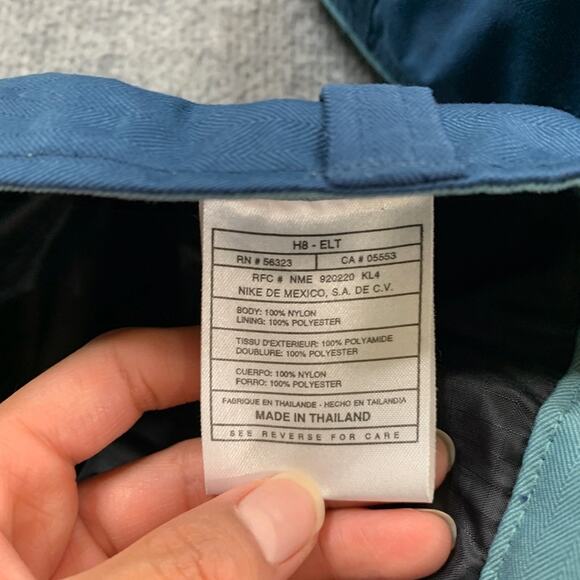 H8 - ELT
RN # 56323 CA # 05553
RFC # NME 920220 KL4
NIKE DE MEXICO, S.A. DE C.V.
BODY: 100% NYLON
LINING: 100% POLYESTER
TISSU D'EXTERIEUR: 100% POLYAMIDE
DOUBLURE: 100% POLYESTER
CUERPO: 100% NYLON
FORRO: 100% POLYESTER
FABRIQUE EN THAILANDE - HECHO EN TAILANDIA
MADE IN THAILAND
SEE REVERSE FOR CARE